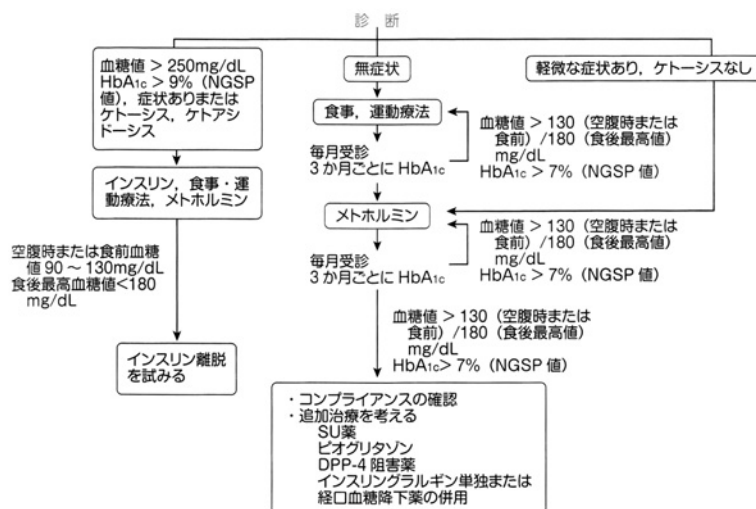 診 断
血糖値 > 250mg/dL
HbA1c > 9%（NGSP
値），症状ありまたは
ケトーシス，ケトアシ
ドーシス
インスリン，食事・運
動療法，メトホルミン
空腹時または食前血糖
値 90 ～ 130mg/dL
食後最高血糖値<180
mg/dL
インスリン離脱
を試みる
無症状
食事，運動療法
毎月受診
3 か月ごとに HbA1c
血糖値 > 130（空腹時または
食前）/180（食後最高値）
mg/dL
HbA1c > 7%（NGSP 値）
メトホルミン
毎月受診
3 か月ごとに HbA1c
血糖値 > 130（空腹時または
食前）/180（食後最高値）
mg/dL
HbA1c > 7%（NGSP 値）
血糖値 > 130（空腹時または
食前）/180（食後最高値）
mg/dL
HbA1c > 7%（NGSP 値）
・コンプライアンスの確認
・追加治療を考える
SU薬
ピオグリタゾン
DPP-4 阻害薬
インスリングラルギン単独または
経口血糖降下薬の併用
軽微な症状あり，ケトーシスなし